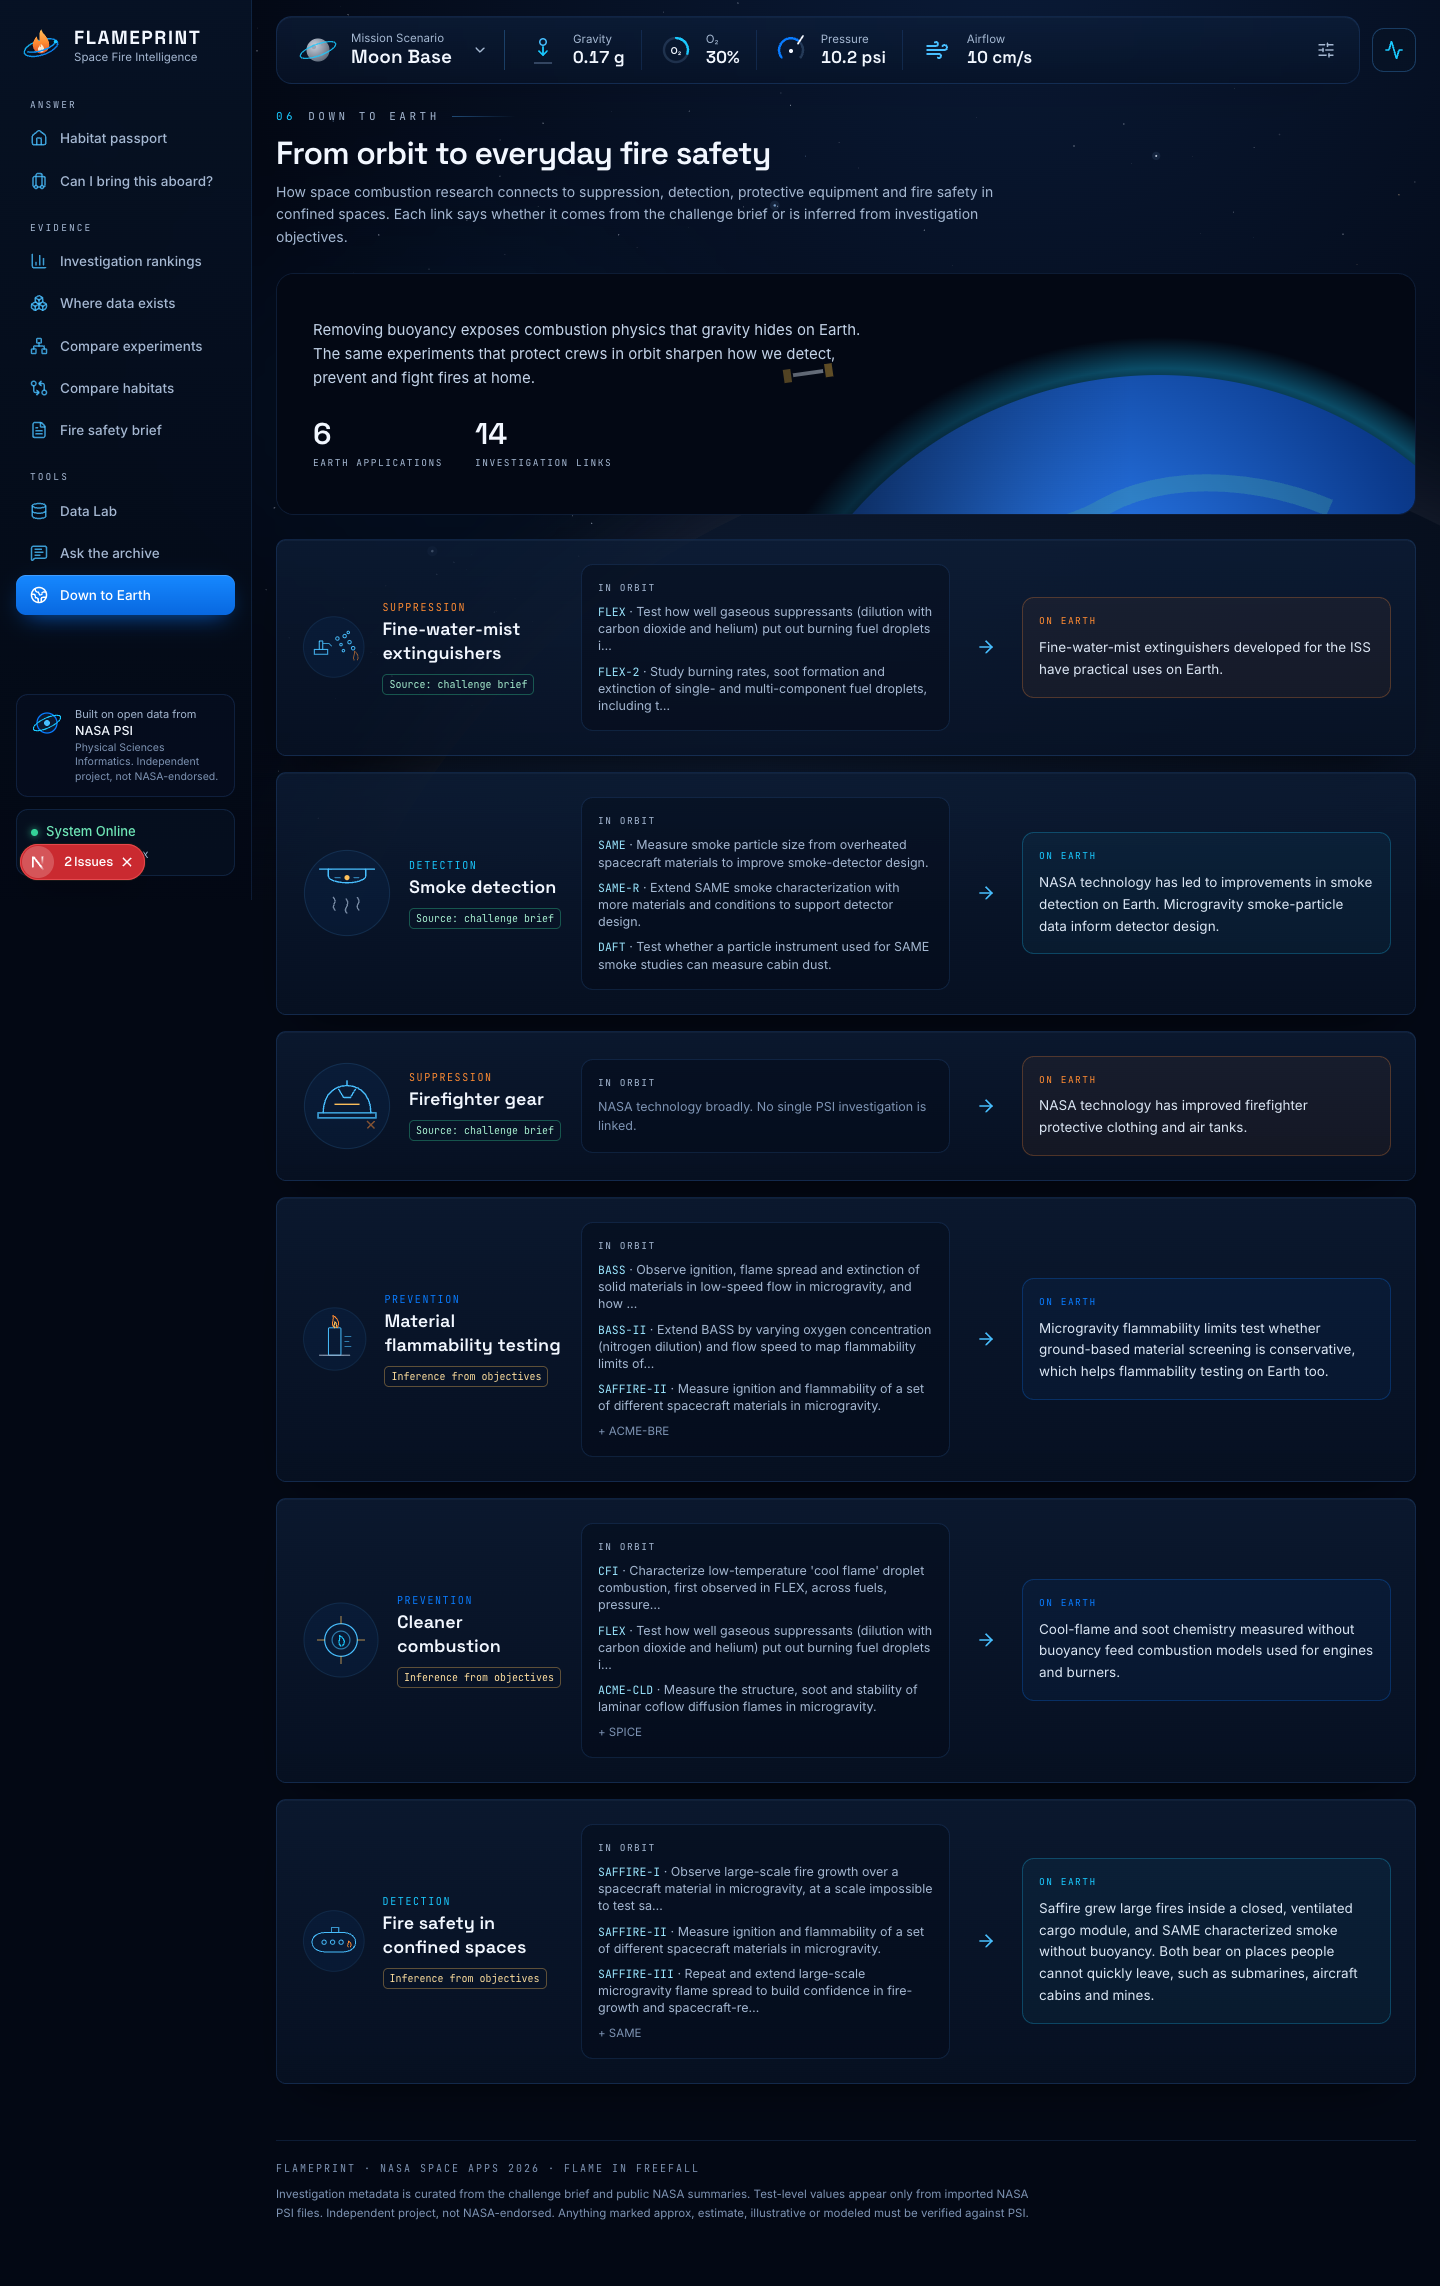 FLAMEPRINT
Space Fire Intelligence
ANSWER
Habitat passport
Can I bring this aboard?
EVIDENCE
Investigation rankings
Where data exists
Compare experiments
Compare habitats
Fire safety brief
TOOLS
Data Lab
Ask the archive
Down to Earth
Built on open data from
NASA PSI
Physical Sciences
Informatics. Independent
project, not NASA-endorsed.
System Online
2 Issues
Mission Scenario
Moon Base
Gravity
0.17 g
O₂
O₂
30%
Pressure
10.2 psi
Airflow
10 cm/s
06 DOWN TO EARTH
From orbit to everyday fire safety
How space combustion research connects to suppression, detection, protective equipment and fire safety in
confined spaces. Each link says whether it comes from the challenge brief or is inferred from investigation
objectives.
Removing buoyancy exposes combustion physics that gravity hides on Earth.
The same experiments that protect crews in orbit sharpen how we detect,
prevent and fight fires at home.
6
EARTH APPLICATIONS
14
INVESTIGATION LINKS
SUPPRESSION
Fine-water-mist
extinguishers
Source: challenge brief
IN ORBIT
FLEX · Test how well gaseous suppressants (dilution with
carbon dioxide and helium) put out burning fuel droplets
i...
FLEX-2 · Study burning rates, soot formation and
extinction of single- and multi-component fuel droplets,
including t...
ON EARTH
Fine-water-mist extinguishers developed for the ISS
have practical uses on Earth.
DETECTION
Smoke detection
Source: challenge brief
IN ORBIT
SAME · Measure smoke particle size from overheated
spacecraft materials to improve smoke-detector design.
SAME-R · Extend SAME smoke characterization with
more materials and conditions to support detector
design.
DAFT · Test whether a particle instrument used for SAME
smoke studies can measure cabin dust.
ON EARTH
NASA technology has led to improvements in smoke
detection on Earth. Microgravity smoke-particle
data inform detector design.
SUPPRESSION
Firefighter gear
Source: challenge brief
IN ORBIT
NASA technology broadly. No single PSI investigation is
linked.
ON EARTH
NASA technology has improved firefighter
protective clothing and air tanks.
PREVENTION
Material
flammability testing
Inference from objectives
IN ORBIT
BASS · Observe ignition, flame spread and extinction of
solid materials in low-speed flow in microgravity, and
how ...
BASS-II · Extend BASS by varying oxygen concentration
(nitrogen dilution) and flow speed to map flammability
limits of...
SAFFIRE-II · Measure ignition and flammability of a set
of different spacecraft materials in microgravity.
+ ACME-BRE
ON EARTH
Microgravity flammability limits test whether
ground-based material screening is conservative,
which helps flammability testing on Earth too.
PREVENTION
Cleaner
combustion
Inference from objectives
IN ORBIT
CFI · Characterize low-temperature 'cool flame' droplet
combustion, first observed in FLEX, across fuels,
pressure...
FLEX · Test how well gaseous suppressants (dilution with
carbon dioxide and helium) put out burning fuel droplets
i...
ACME-CLD · Measure the structure, soot and stability of
laminar coflow diffusion flames in microgravity.
+ SPICE
ON EARTH
Cool-flame and soot chemistry measured without
buoyancy feed combustion models used for engines
and burners.
DETECTION
Fire safety in
confined spaces
Inference from objectives
IN ORBIT
SAFFIRE-I · Observe large-scale fire growth over a
spacecraft material in microgravity, at a scale impossible
to test sa...
SAFFIRE-II · Measure ignition and flammability of a set
of different spacecraft materials in microgravity.
SAFFIRE-III · Repeat and extend large-scale
microgravity flame spread to build confidence in fire-
growth and spacecraft-re...
+ SAME
ON EARTH
Saffire grew large fires inside a closed, ventilated
cargo module, and SAME characterized smoke
without buoyancy. Both bear on places people
cannot quickly leave, such as submarines, aircraft
cabins and mines.
FLAMEPRINT · NASA SPACE APPS 2026 · FLAME IN FREEFALL
Investigation metadata is curated from the challenge brief and public NASA summaries. Test-level values appear only from imported NASA
PSI files. Independent project, not NASA-endorsed. Anything marked approx, estimate, illustrative or modeled must be verified against PSI.